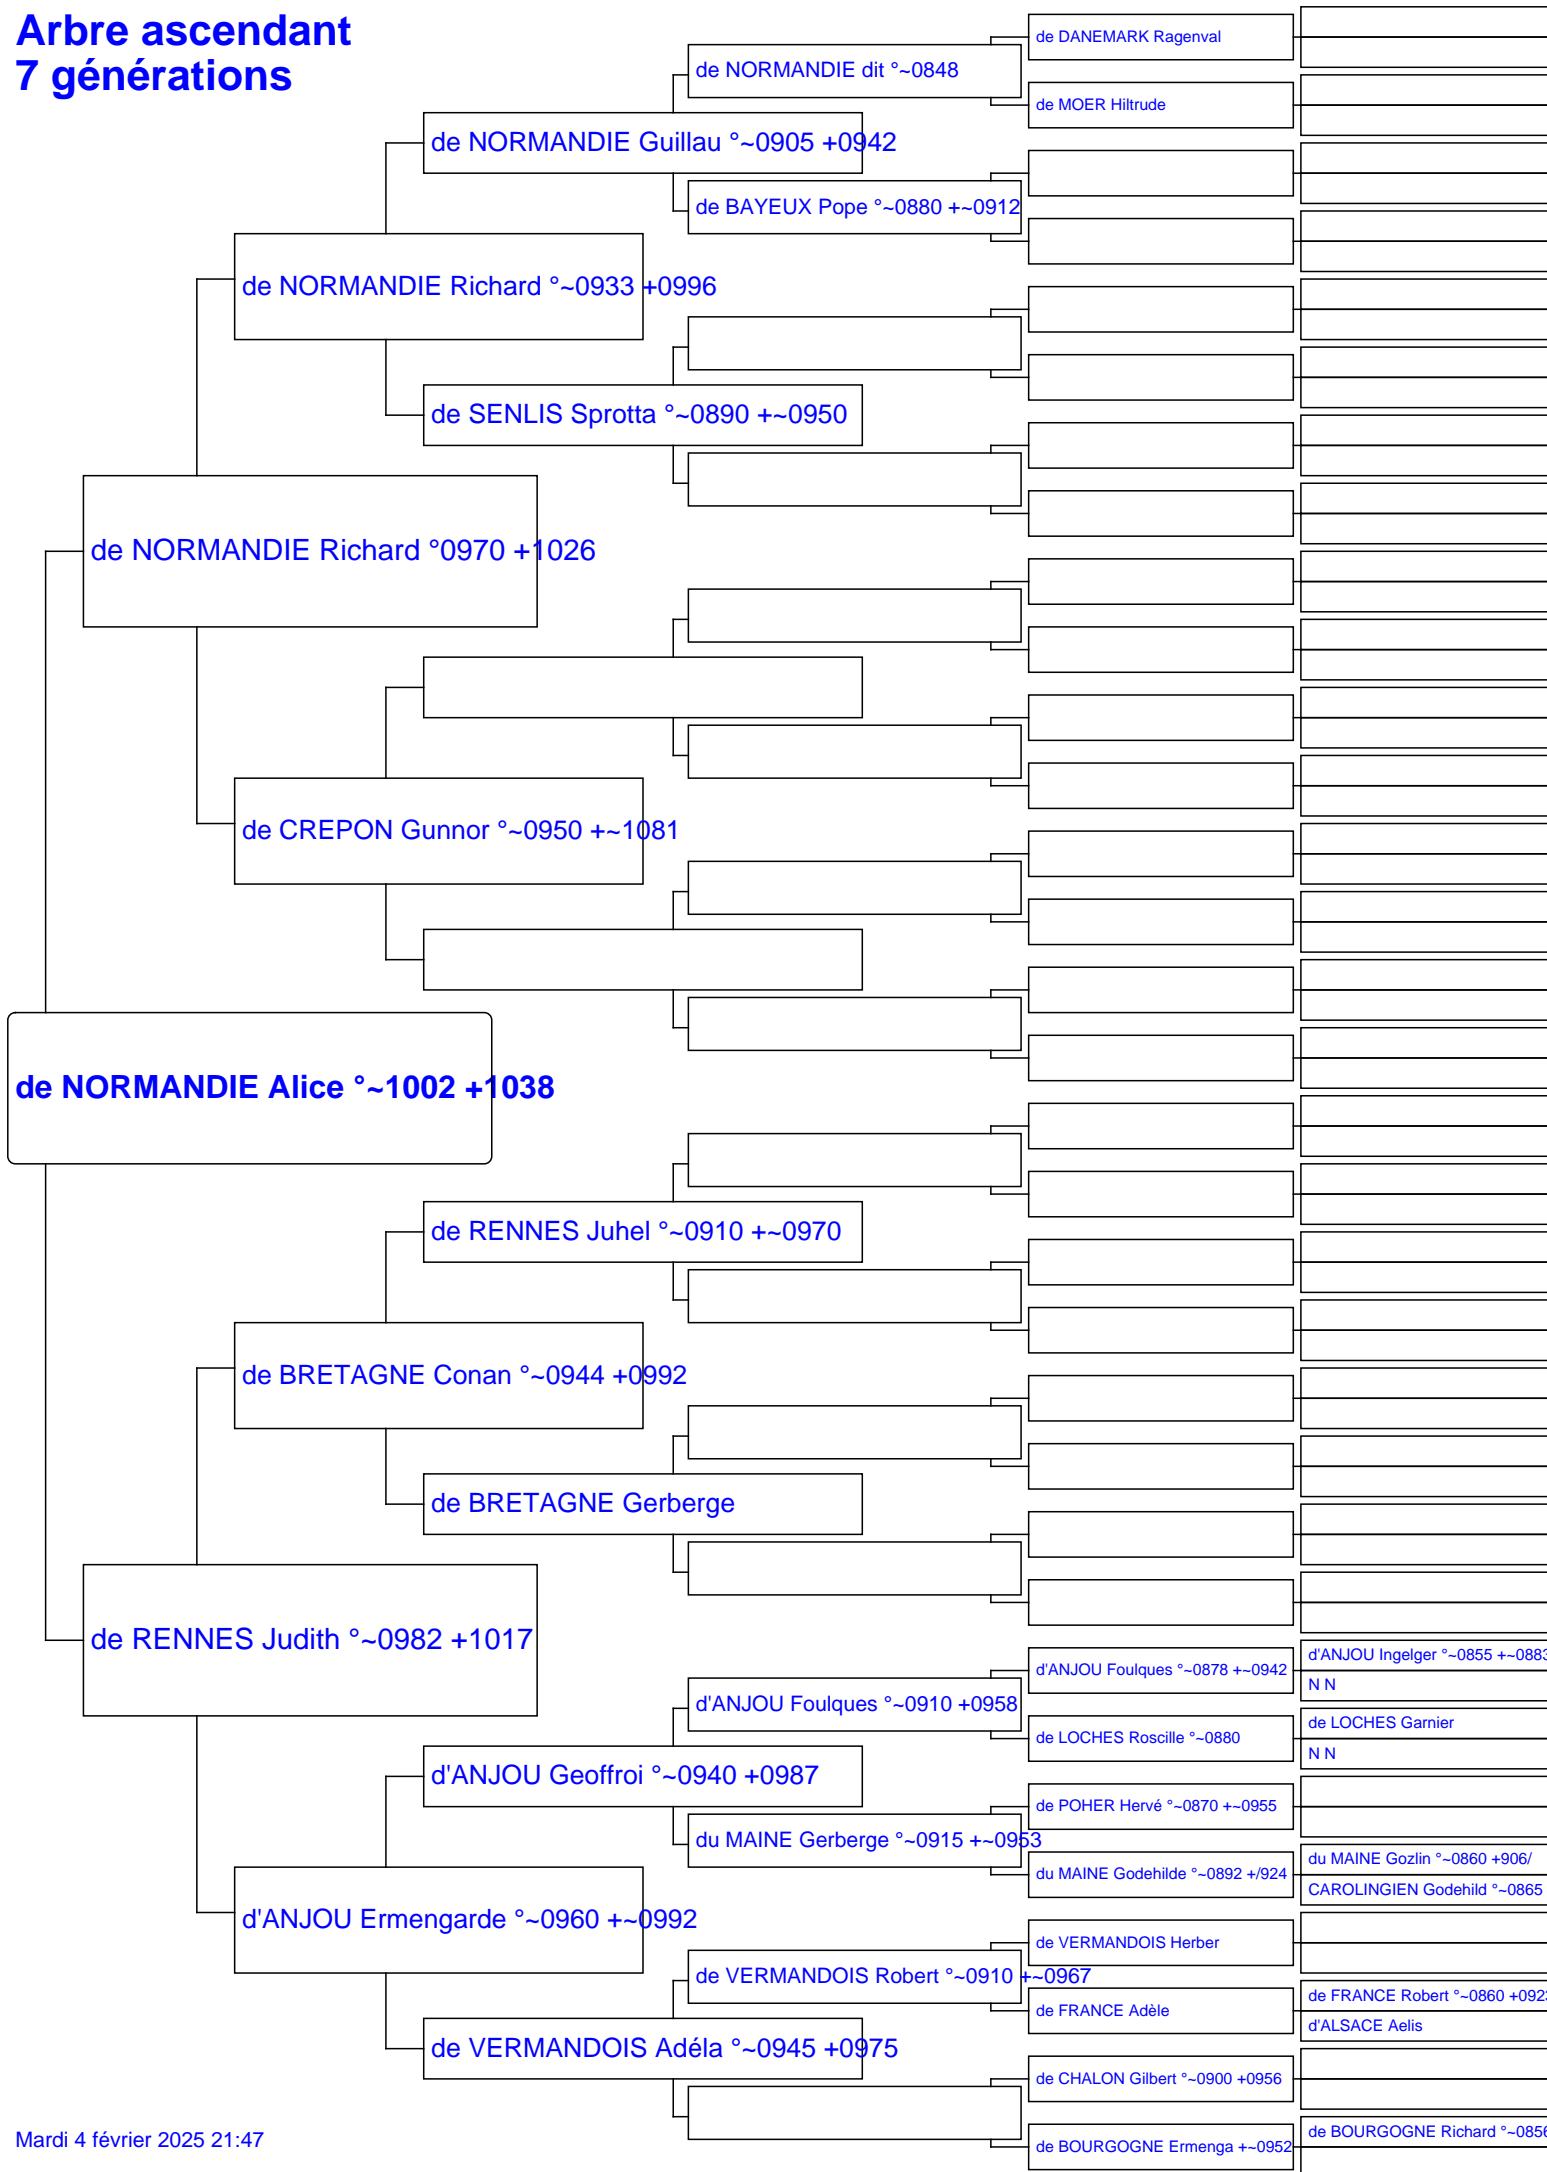 Arbre ascendant
7 générations
de DANEMARK Ragenval
de NORMANDIE dit °~0848
de MOER Hiltrude
de NORMANDIE Guillau °~0905 +0942
de BAYEUX Pope °~0880 +~0912
de NORMANDIE Richard °~0933 +0996
de SENLIS Sprotta °~0890 +~0950
de NORMANDIE Richard °0970 +1026
de CREPON Gunnor °~0950 +~1081
de NORMANDIE Alice °~1002 +1038
de RENNES Juhel °~0910 +~0970
de BRETAGNE Conan °~0944 +0992
de BRETAGNE Gerberge
de RENNES Judith °~0982 +1017
d'ANJOU Ingelger °~0855 +~0883
d'ANJOU Foulques °~0878 +~0942
N N
d'ANJOU Foulques °~0910 +0958
de LOCHES Garnier
de LOCHES Roscille °~0880
N N
d'ANJOU Geoffroi °~0940 +0987
de POHER Hervé °~0870 +~0955
du MAINE Gerberge °~0915 +~0953
du MAINE Gozlin °~0860 +906/
du MAINE Godehilde °~0892 +/924
CAROLINGIEN Godehild °~0865
d'ANJOU Ermengarde °~0960 +~0992
de VERMANDOIS Herber
de VERMANDOIS Robert °~0910 +~0967
de FRANCE Robert °~0860 +0923
de FRANCE Adèle
d'ALSACE Aelis
de VERMANDOIS Adéla °~0945 +0975
de CHALON Gilbert °~0900 +0956
de BOURGOGNE Richard °~0856
de BOURGOGNE Ermenga +~0952
Mardi 4 février 2025 21:47